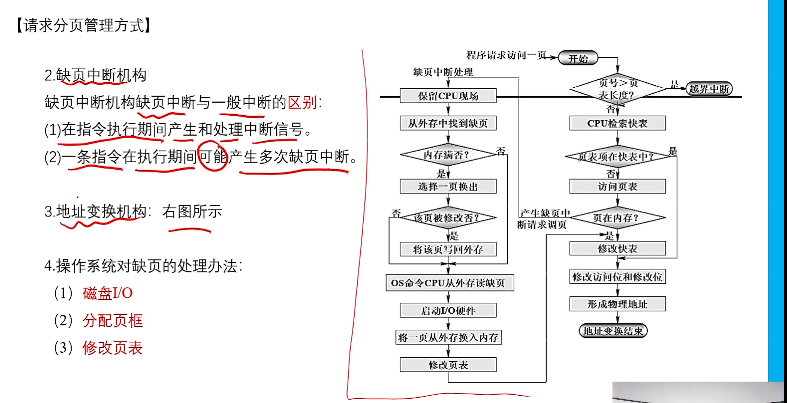 【请求分页管理方式】
2.缺页中断机构
缺页中断机构缺页中断与一般中断的区别：
(1)在指令执行期间产生和处理中断信号。
(2)一条指令在执行期间可能产生多次缺页中断。
3.地址变换机构：右图所示
4.操作系统对缺页的处理办法：
（1）磁盘I/O
（2）分配页框
（3）修改页表
缺页中断处理
保留CPU现场
从外存中找到缺页
内存满否？
否
是
选择一页换出
否
该页被修改否？
是
将该页写回外存
OS命令CPU从外存读缺页
启动I/O硬件
将一页从外存换入内存
修改页表
程序请求访问一页
开始
页号＞页
表长度？
是
越界中断
否
CPU检索快表
页表项在快表中？
是
否
访问页表
产生缺页中
断请求调页
页在内存？
是
修改快表
修改访问位和修改位
形成物理地址
地址变换结束